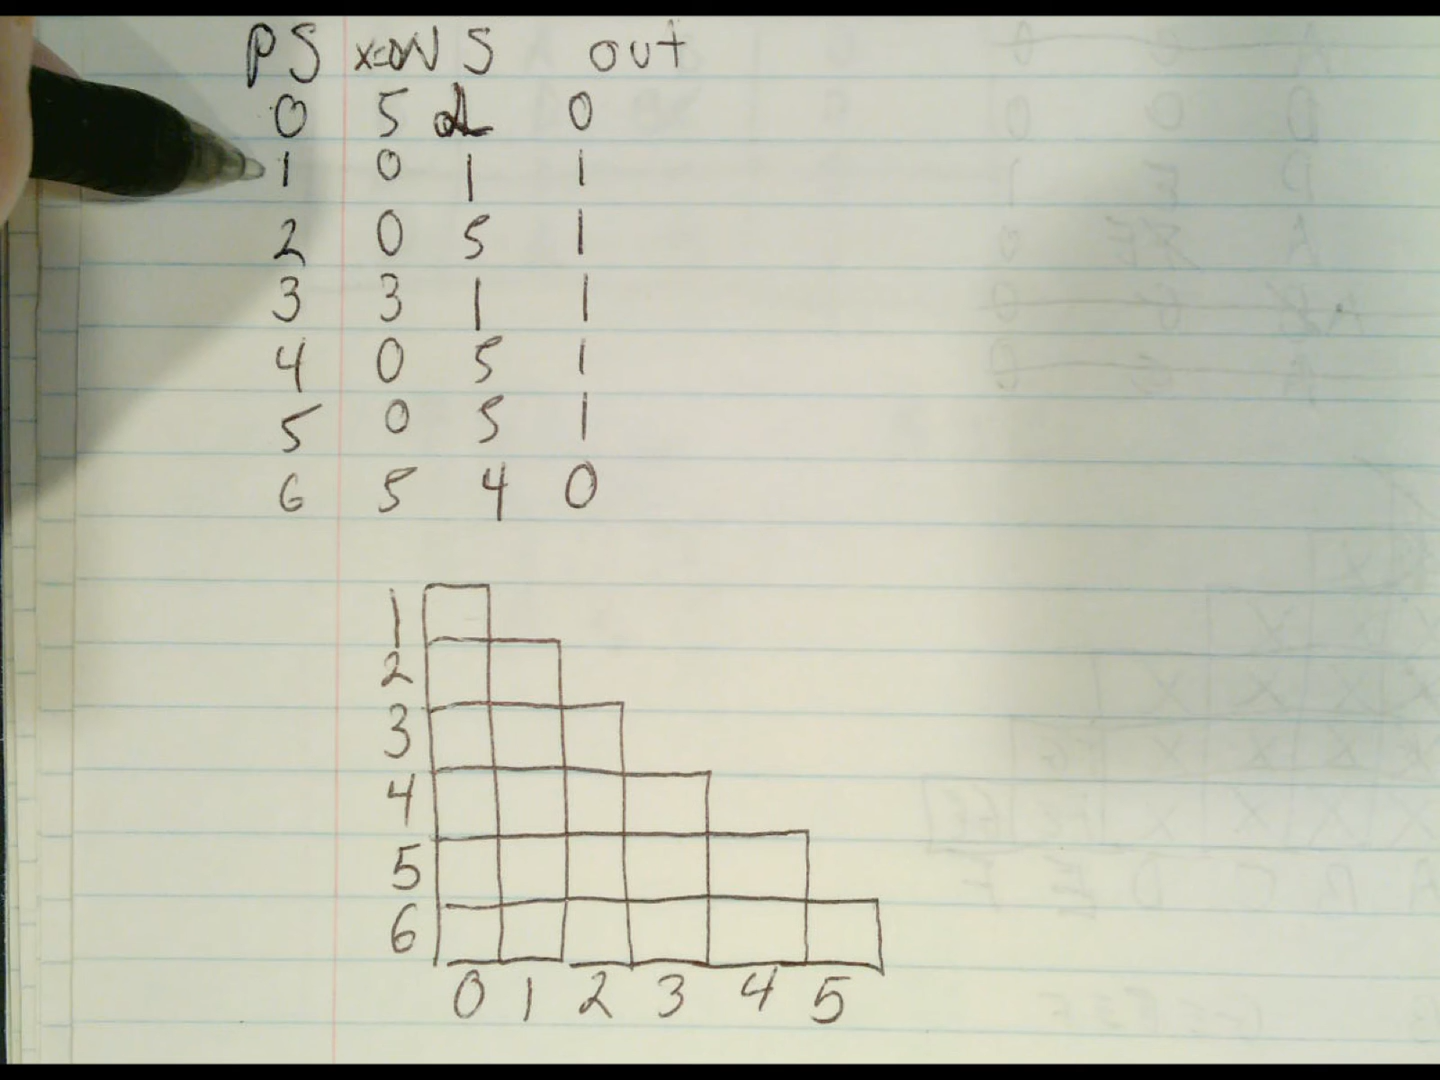 PS x=0 NS out
0 5 2 0
1 0 1 1
2 0 5 1
3 3 1 1
4 0 5 1
5 0 5 1
6 5 4 0
1
2
3
4
5
6
0 1 2 3 4 5